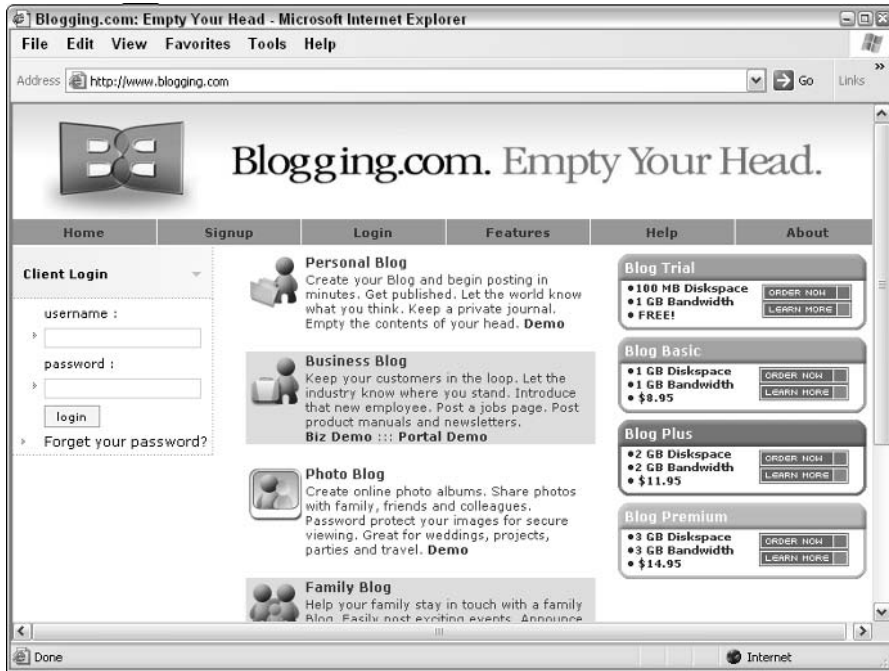 Blogging.com: Empty Your Head - Microsoft Internet Explorer
File Edit View Favorites Tools Help
Address http://www.blogging.com Go Links
Blogging.com. Empty Your Head.
Home Signup Login Features Help About
Client Login
username :
password :
login
Forget your password?
Personal Blog
Create your Blog and begin posting in
minutes. Get published. Let the world know
what you think. Keep a private journal.
Empty the contents of your head. Demo
Business Blog
Keep your customers in the loop. Let the
industry know where you stand. Introduce
that new employee. Post a jobs page. Post
product manuals and newsletters.
Biz Demo ::: Portal Demo
Photo Blog
Create online photo albums. Share photos
with family, friends and colleagues.
Password protect your images for secure
viewing. Great for weddings, projects,
parties and travel. Demo
Family Blog
Help your family stay in touch with a family
Blog. Easily post exciting events. Announce
Blog Trial
•100 MB Diskspace
•1 GB Bandwidth
• FREE!
ORDER NOW
LEARN MORE
Blog Basic
•1 GB Diskspace
•1 GB Bandwidth
• $8.95
ORDER NOW
LEARN MORE
Blog Plus
•2 GB Diskspace
•2 GB Bandwidth
• $11.95
ORDER NOW
LEARN MORE
Blog Premium
•3 GB Diskspace
•3 GB Bandwidth
• $14.95
ORDER NOW
LEARN MORE
Done Internet